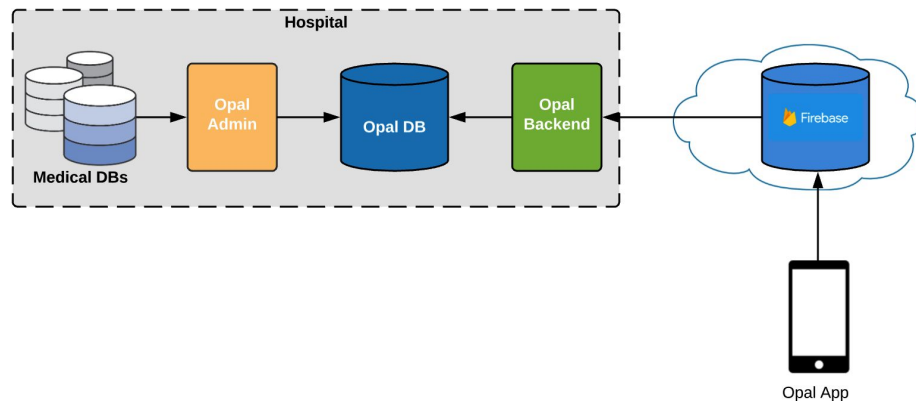 Hospital
Opal
Admin
Opal DB
Opal
Backend
Firebase
Medical DBs
Opal App